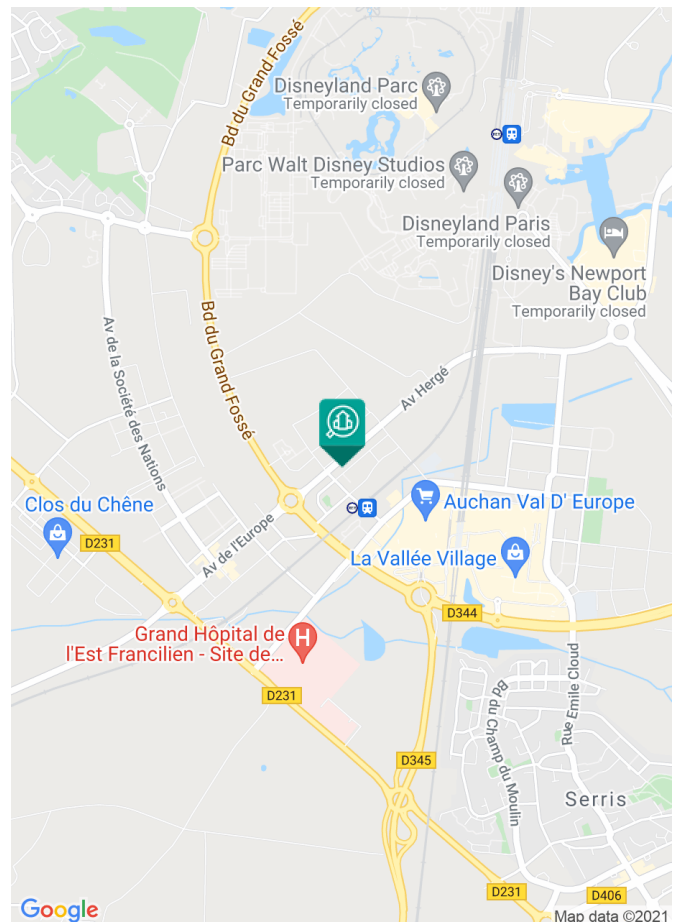 Bd du Grand Fossé
Disneyland Parc
Temporarily closed
Parc Walt Disney Studios
Temporarily closed
Disneyland Paris
Temporarily closed
Disney's Newport
Bay Club
Temporarily closed
Av de la Société des Nations
Bd du Grand Fossé
Av Hergé
Clos du Chêne
D231
Av de l'Europe
Auchan Val D' Europe
La Vallée Village
D344
Grand Hôpital de
l'Est Francilien - Site de...
D231
Rue Emile Cloud
Bd du Champ du Moulin
D345
Serris
D231
D406
Google
Map data ©2021